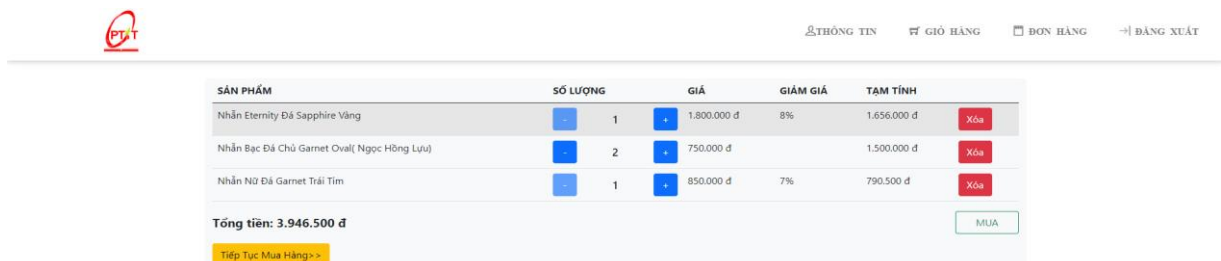 PTIT
THÔNG TIN GIỎ HÀNG ĐƠN HÀNG ĐĂNG XUẤT
SẢN PHẨM SỐ LƯỢNG GIÁ GIẢM GIÁ TẠM TÍNH
Nhẫn Eternity Đá Sapphire Vàng - 1 + 1.800.000 đ 8% 1.656.000 đ Xóa
Nhẫn Bạc Đá Chủ Garnet Oval( Ngọc Hồng Lựu) - 2 + 750.000 đ 1.500.000 đ Xóa
Nhẫn Nữ Đá Garnet Trái Tim - 1 + 850.000 đ 7% 790.500 đ Xóa
Tổng tiền: 3.946.500 đ MUA
Tiếp Tục Mua Hàng>>